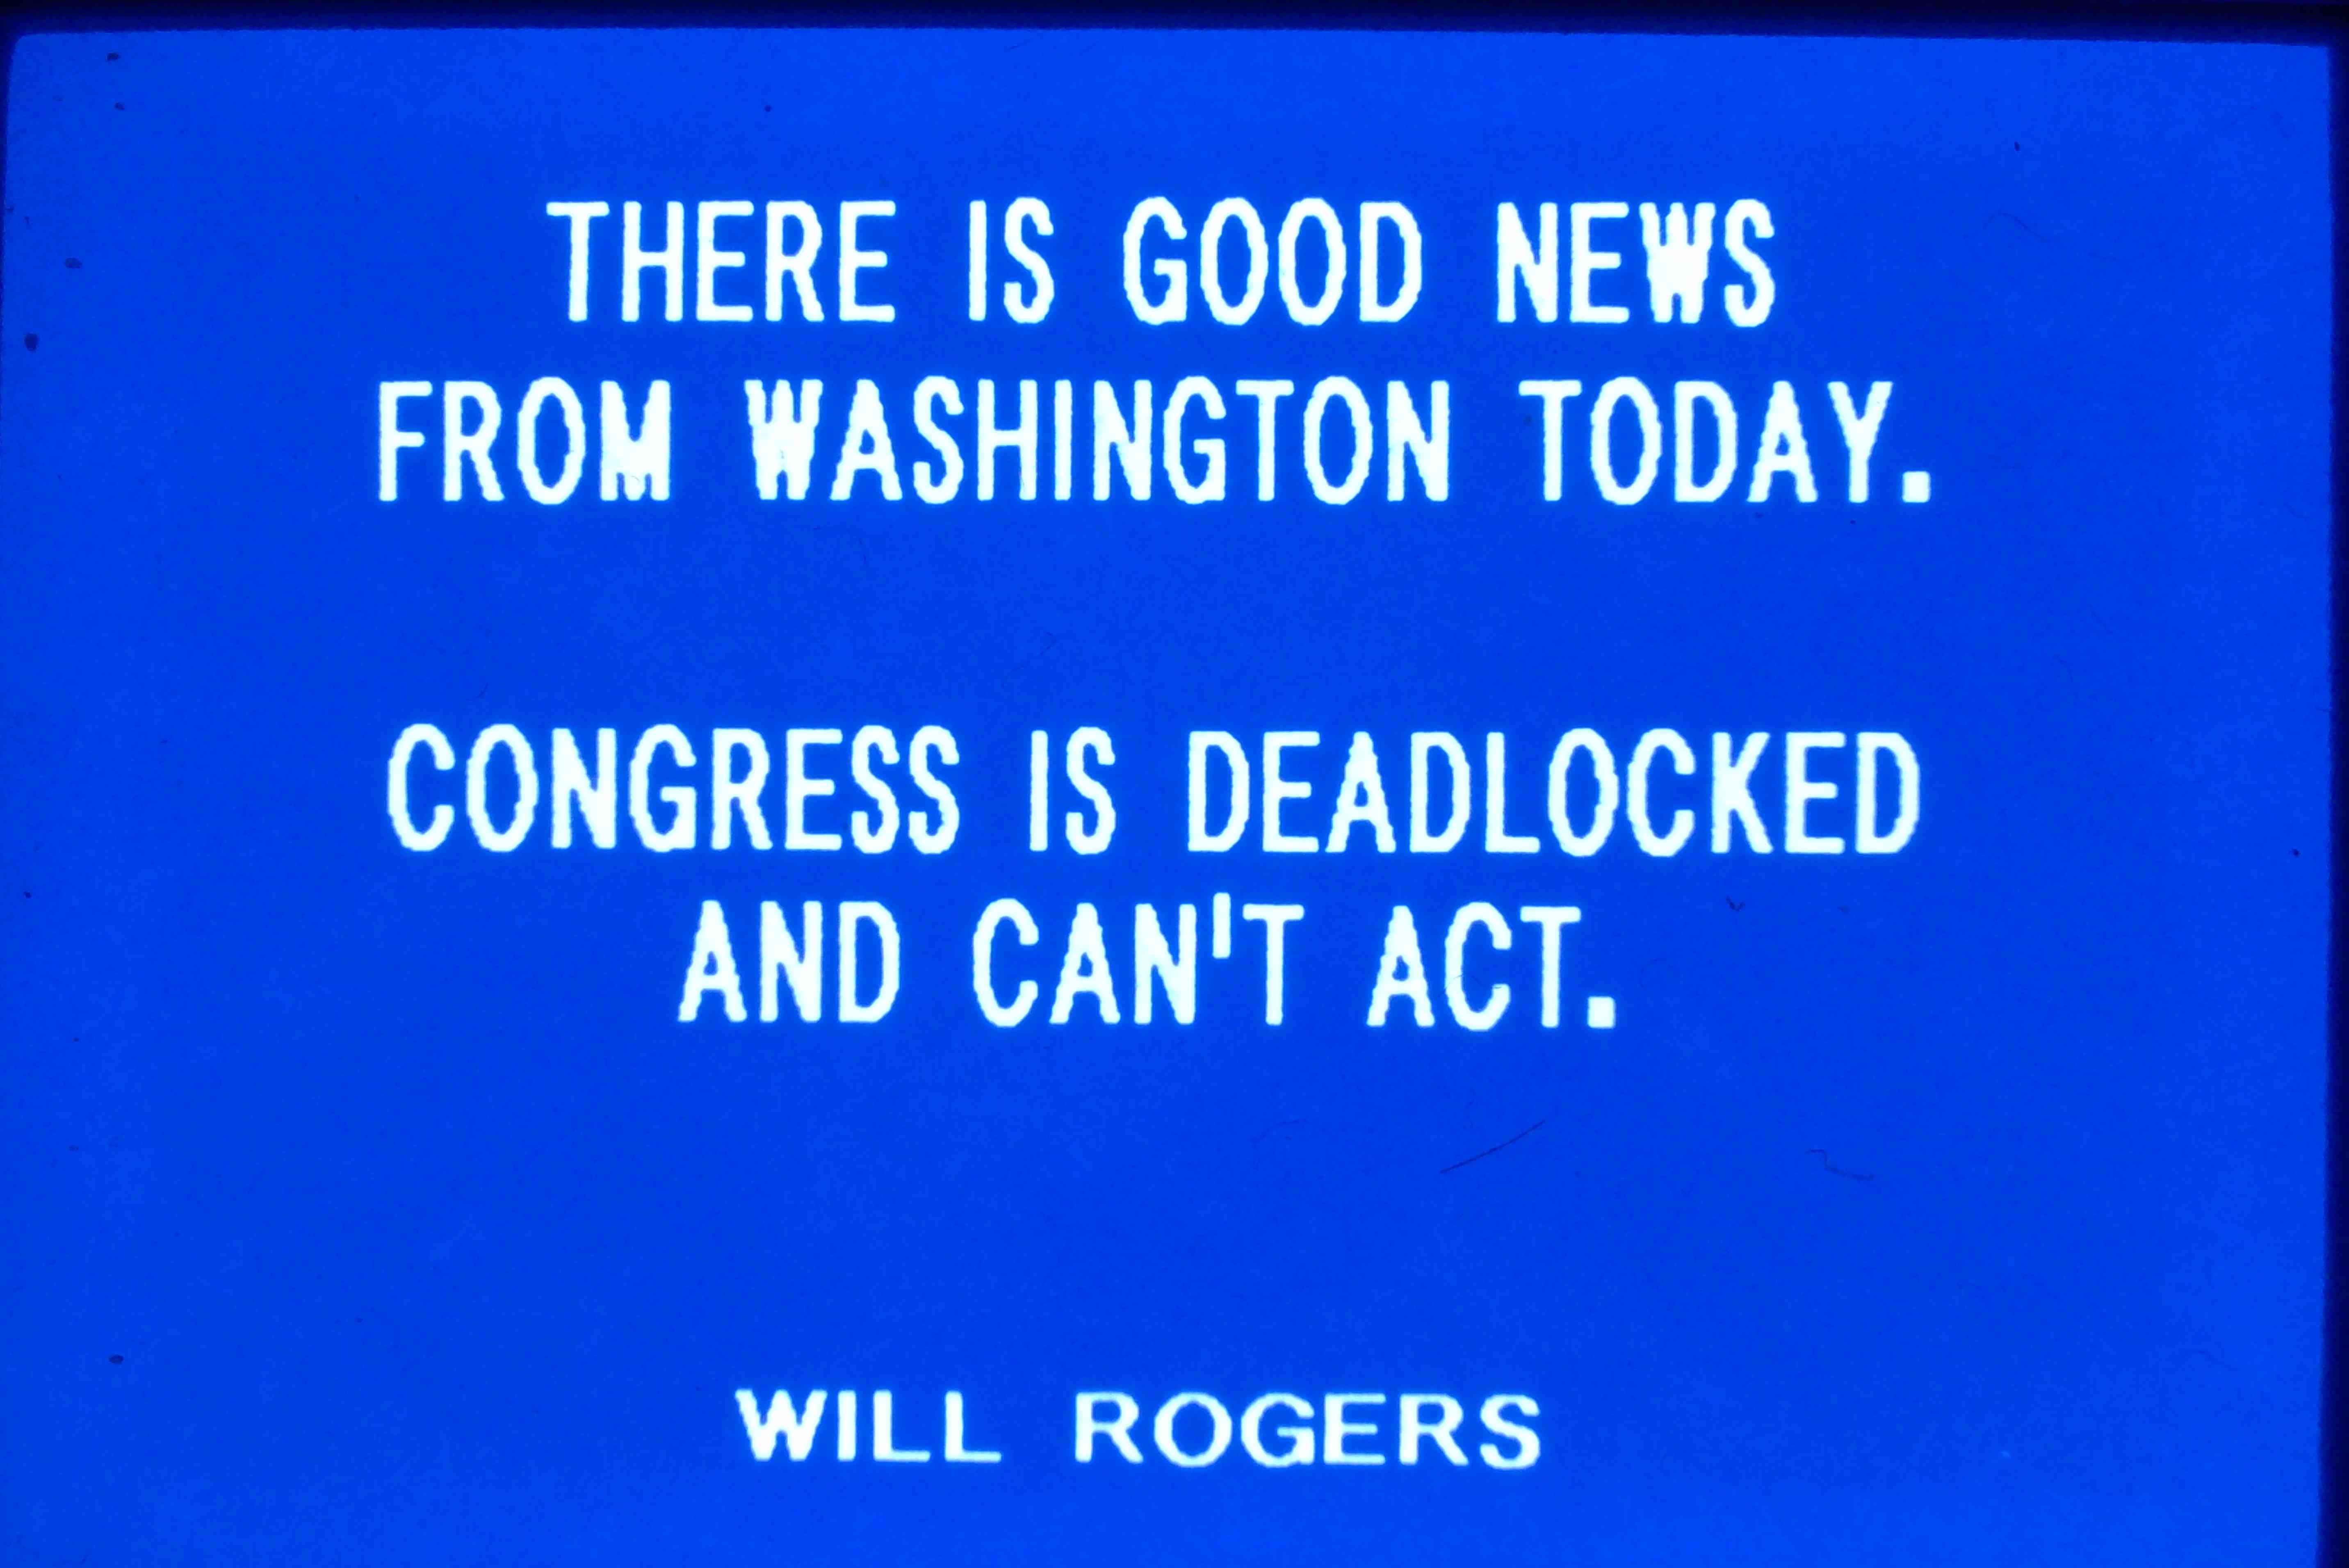 THERE IS GOOD NEWS
FROM WASHINGTON TODAY.
CONGRESS IS DEADLOCKED
AND CAN'T ACT.
WILL ROGERS